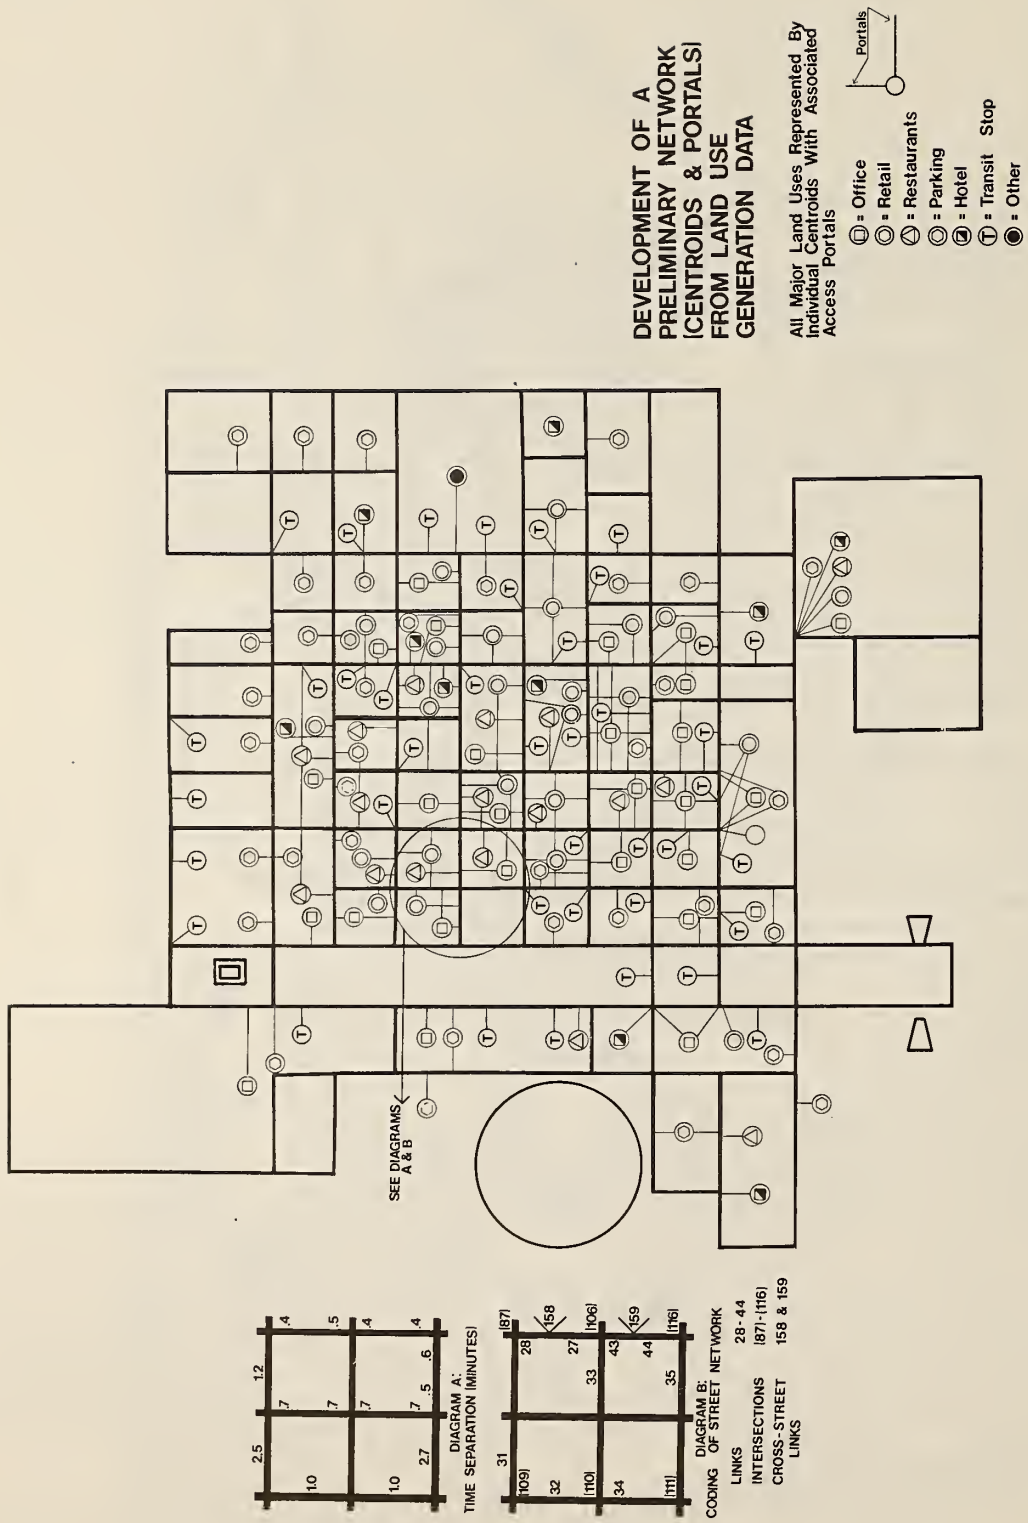 DEVELOPMENT OF A
PRELIMINARY NETWORK
(CENTROIDS & PORTALS)
FROM LAND USE
GENERATION DATA
All Major Land Uses Represented By
Individual Centroids With Associated
Access Portals
Portals
= Office
= Retail
= Restaurants
= Parking
= Hotel
T = Transit Stop
= Other
SEE DIAGRAMS
A & B
2.5
1.2
.4
1.0
.7
.5
.7
.4
1.0
.7
.4
2.7
.5
.6
DIAGRAM A:
TIME SEPARATION (MINUTES)
31
(87)
(109)
28
158
32
27
(110)
33
(106)
34
43
159
44
(111)
35
(116)
DIAGRAM B:
CODING OF STREET NETWORK
LINKS 28-44
INTERSECTIONS (87)-(116)
CROSS-STREET 158 & 159
LINKS